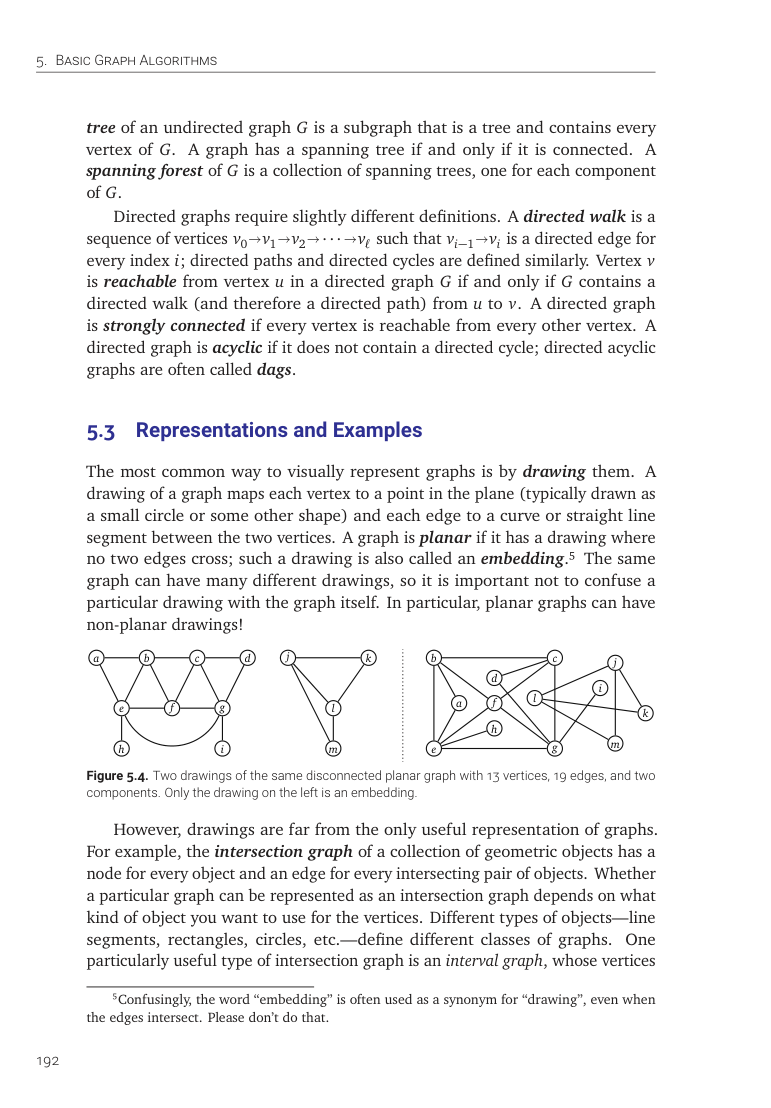 5. BASIC GRAPH ALGORITHMS
tree of an undirected graph G is a subgraph that is a tree and contains every
vertex of G. A graph has a spanning tree if and only if it is connected. A
spanning forest of G is a collection of spanning trees, one for each component
of G.
Directed graphs require slightly different definitions. A directed walk is a
sequence of vertices v₀→v₁→v₂→···→vℓ such that vᵢ₋₁→vᵢ is a directed edge for
every index i; directed paths and directed cycles are defined similarly. Vertex v
is reachable from vertex u in a directed graph G if and only if G contains a
directed walk (and therefore a directed path) from u to v. A directed graph
is strongly connected if every vertex is reachable from every other vertex. A
directed graph is acyclic if it does not contain a directed cycle; directed acyclic
graphs are often called dags.
5.3 Representations and Examples
The most common way to visually represent graphs is by drawing them. A
drawing of a graph maps each vertex to a point in the plane (typically drawn as
a small circle or some other shape) and each edge to a curve or straight line
segment between the two vertices. A graph is planar if it has a drawing where
no two edges cross; such a drawing is also called an embedding.⁵ The same
graph can have many different drawings, so it is important not to confuse a
particular drawing with the graph itself. In particular, planar graphs can have
non-planar drawings!
a b c d j k
e f g l
h i m
b c j
d i
a f l k
h
e g m
Figure 5.4. Two drawings of the same disconnected planar graph with 13 vertices, 19 edges, and two
components. Only the drawing on the left is an embedding.
However, drawings are far from the only useful representation of graphs.
For example, the intersection graph of a collection of geometric objects has a
node for every object and an edge for every intersecting pair of objects. Whether
a particular graph can be represented as an intersection graph depends on what
kind of object you want to use for the vertices. Different types of objects—line
segments, rectangles, circles, etc.—define different classes of graphs. One
particularly useful type of intersection graph is an interval graph, whose vertices
⁵Confusingly, the word “embedding” is often used as a synonym for “drawing”, even when
the edges intersect. Please don’t do that.
192